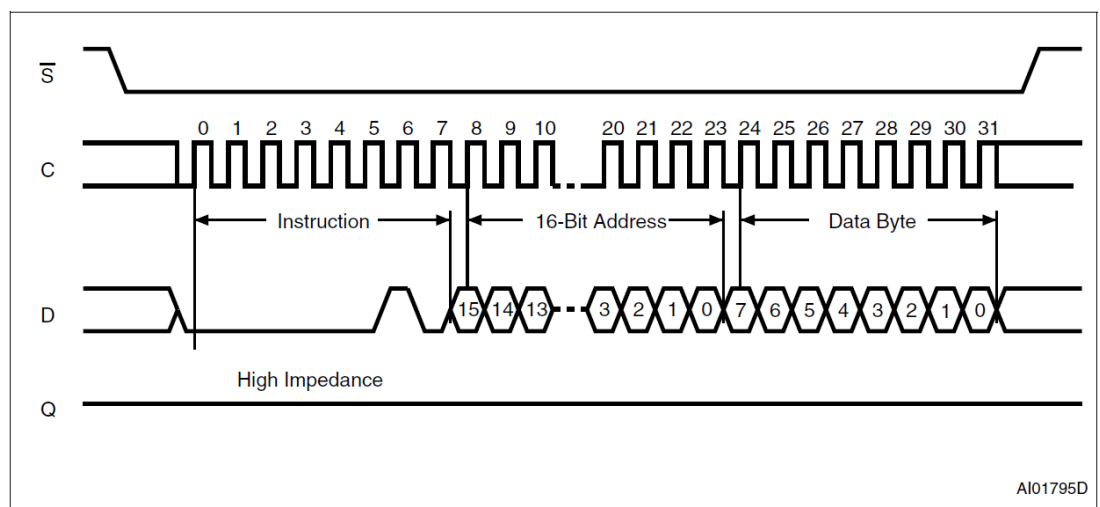 S̅
0 1 2 3 4 5 6 7 8 9 10 20 21 22 23 24 25 26 27 28 29 30 31
C
Instruction 16-Bit Address Data Byte
D
15 14 13 3 2 1 0 7 6 5 4 3 2 1 0
High Impedance
Q
AI01795D